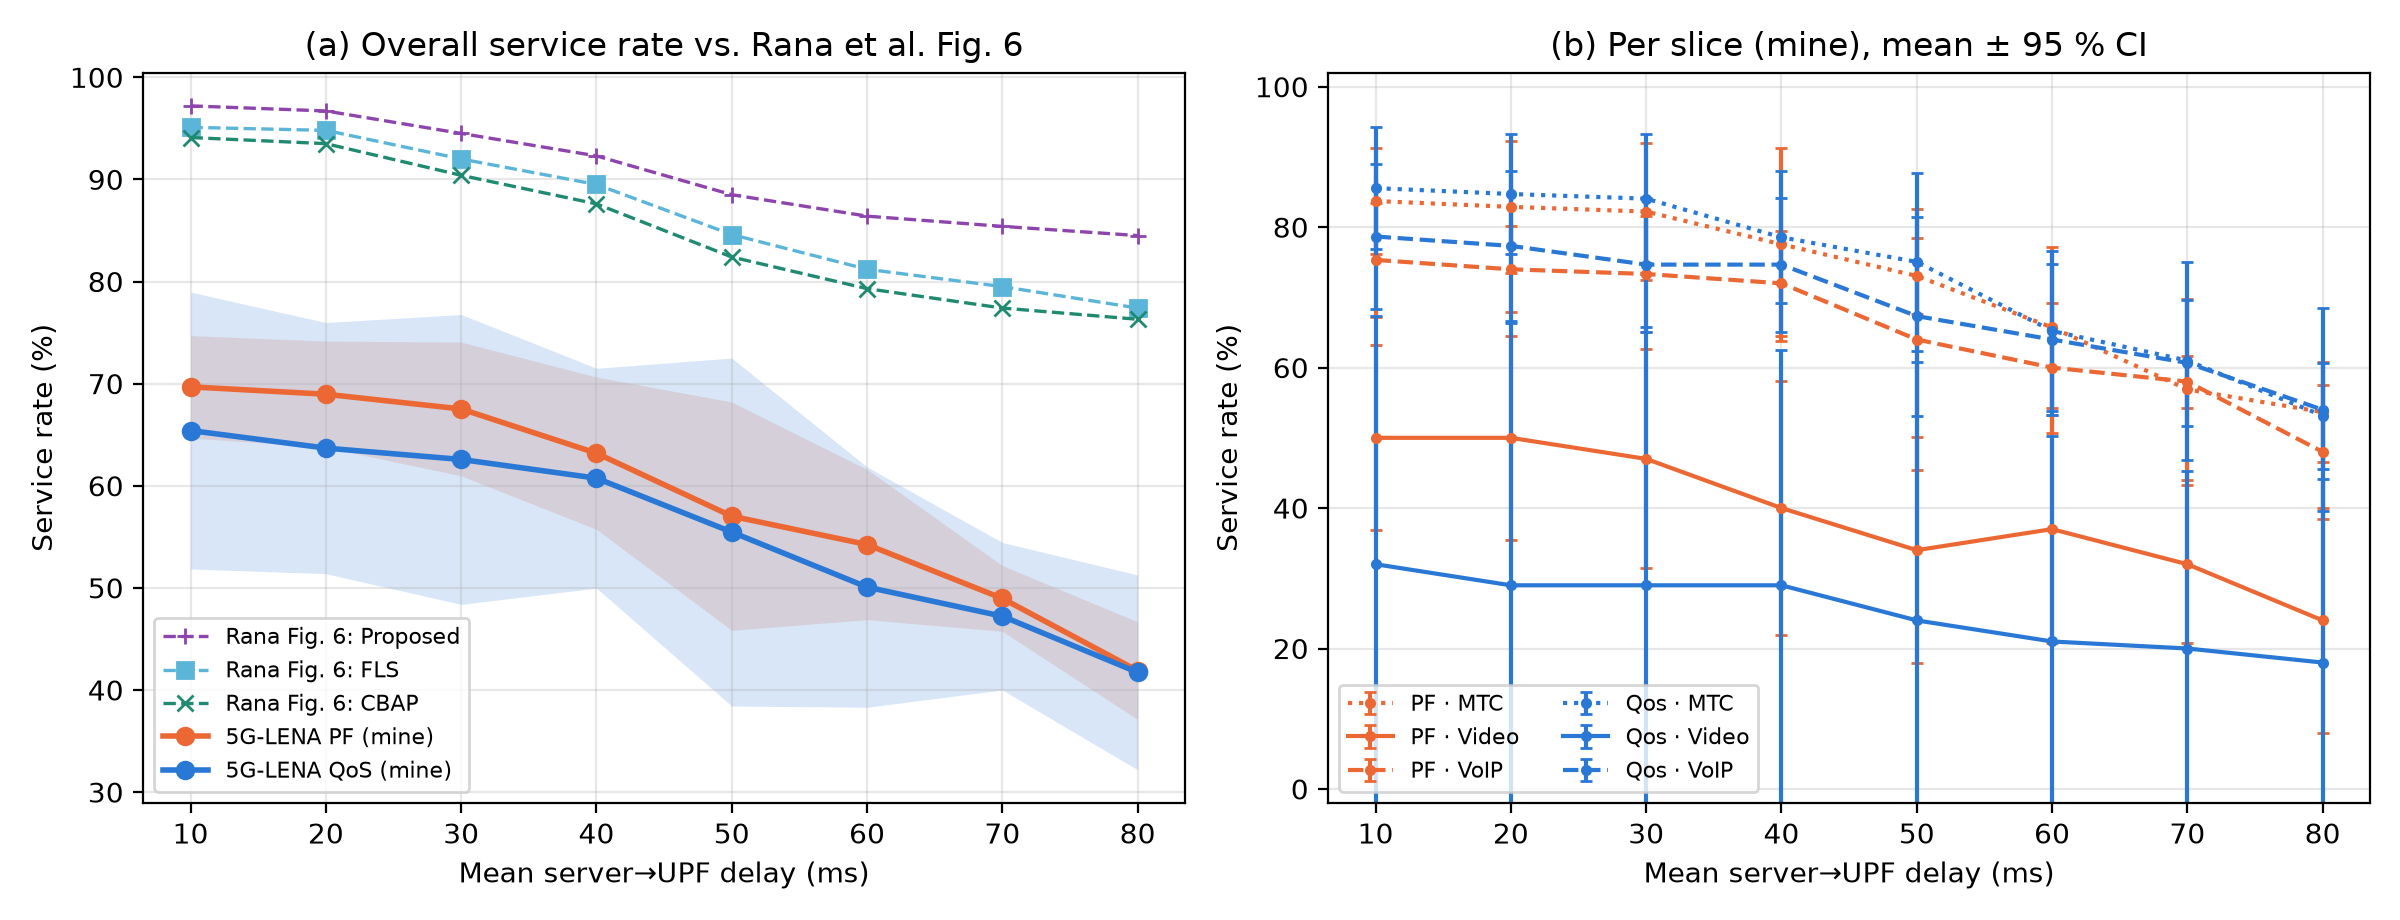 (a) Overall service rate vs. Rana et al. Fig. 6
Service rate (%)
100
90
80
70
60
50
40
30
Rana Fig. 6: Proposed
Rana Fig. 6: FLS
Rana Fig. 6: CBAP
5G-LENA PF (mine)
5G-LENA QoS (mine)
10 20 30 40 50 60 70 80
Mean server→UPF delay (ms)
(b) Per slice (mine), mean ± 95 % CI
Service rate (%)
100
80
60
40
20
0
PF · MTC
PF · Video
PF · VoIP
Qos · MTC
Qos · Video
Qos · VoIP
10 20 30 40 50 60 70 80
Mean server→UPF delay (ms)